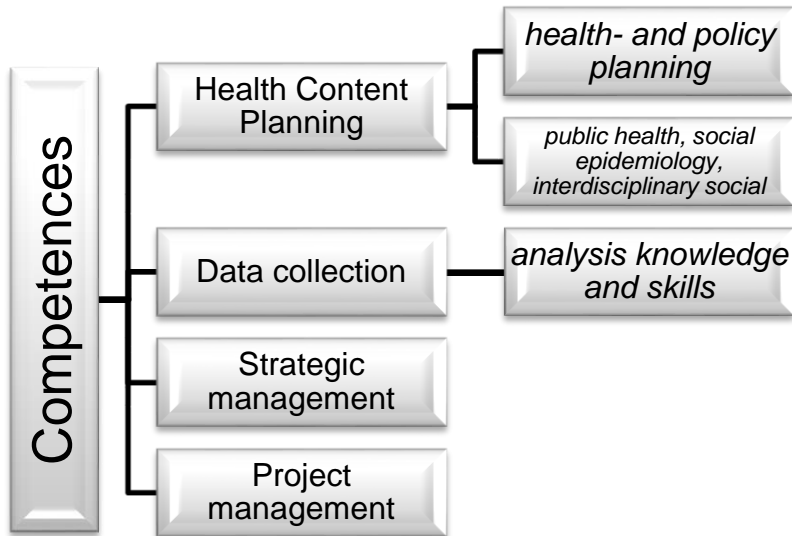 Competences
Health Content
Planning
health- and policy
planning
public health, social
epidemiology,
interdisciplinary social
Data collection
analysis knowledge
and skills
Strategic
management
Project
management